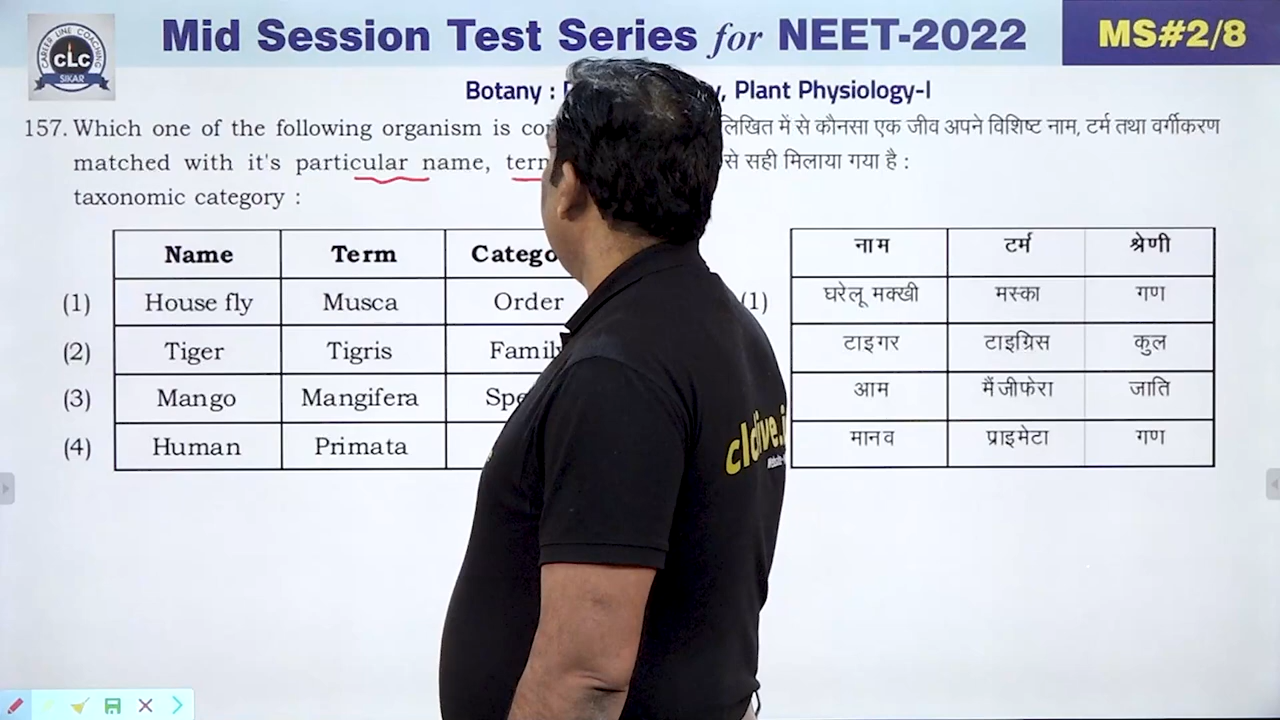 CAREER LINE COACHING
CLC
SIKAR
Mid Session Test Series for NEET-2022
MS#2/8
Botany : , Plant Physiology-I
157. Which one of the following organism is
matched with it's particular name,
taxonomic category :
Name Term
(1) House fly Musca Order
(2) Tiger Tigris Family
(3) Mango Mangifera
(4) Human Primata
लिखित में से कौनसा एक जीव अपने विशिष्ट नाम, टर्म तथा वर्गीकरण
से सही मिलाया गया है :
नाम टर्म श्रेणी
(1) घरेलू मक्खी मस्का गण
टाइगर टाइग्रिस कुल
आम मैंजीफेरा जाति
मानव प्राइमेटा गण